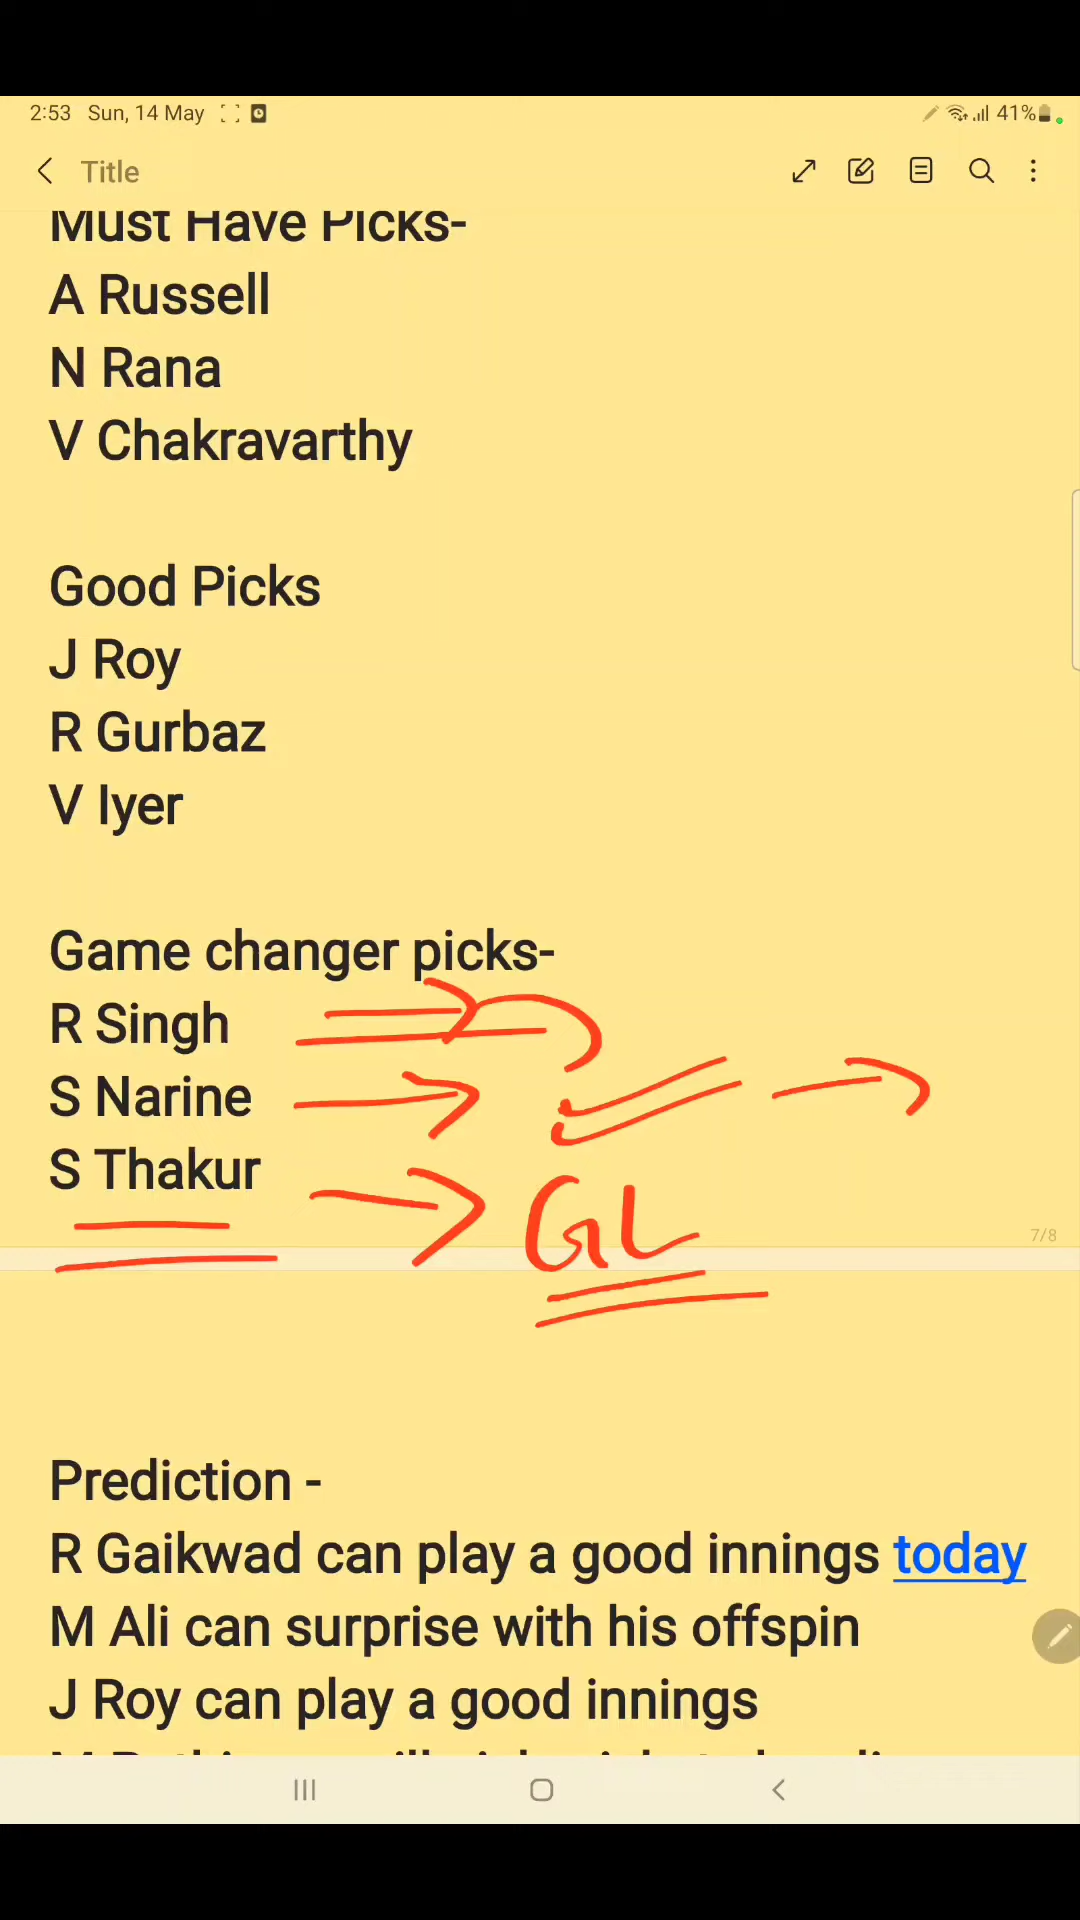 2:53 Sun, 14 May 41%
Title
Must Have Picks-
A Russell
N Rana
V Chakravarthy
Good Picks
J Roy
R Gurbaz
V Iyer
Game changer picks-
R Singh
S Narine
S Thakur
GL
7/8
Prediction -
R Gaikwad can play a good innings today
M Ali can surprise with his offspin
J Roy can play a good innings